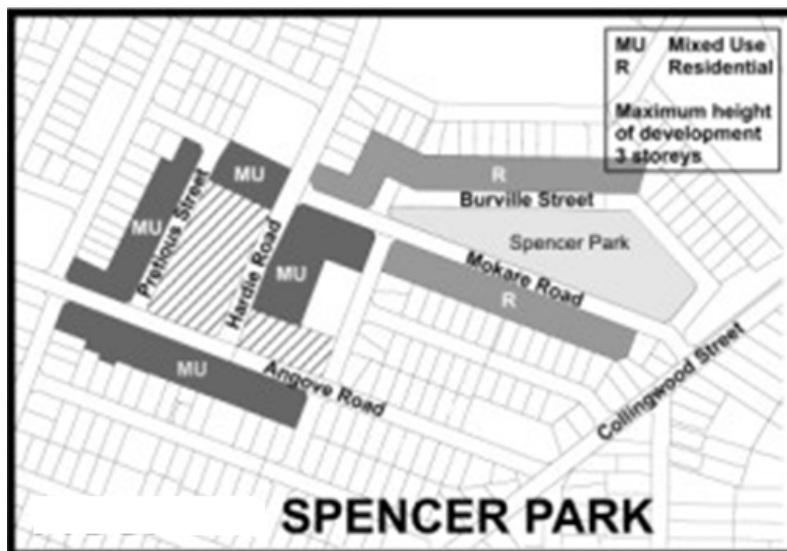 MU Mixed Use
R Residential
Maximum height
of development
3 storeys
MU
R
Burville Street
Pretious Street
MU
Hardie Road
Spencer Park
MU
Mokare Road
R
MU
Angove Road
Collingwood Street
SPENCER PARK